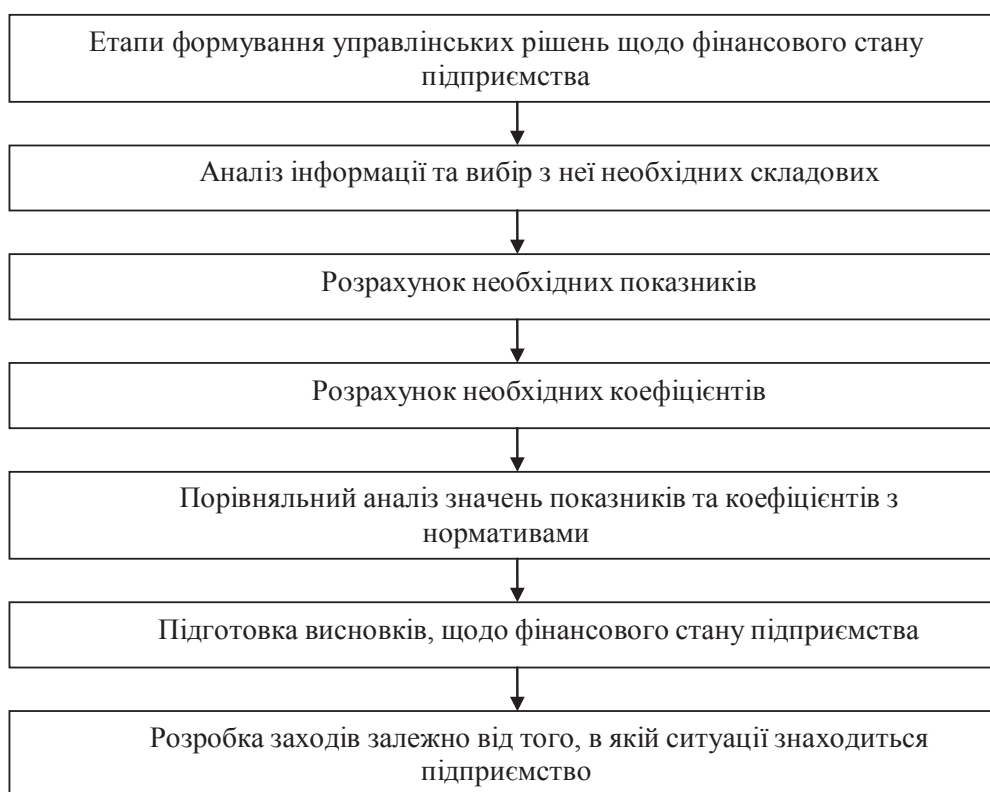 Етапи формування управлінських рішень щодо фінансового стану
підприємства
Аналіз інформації та вибір з неї необхідних складових
Розрахунок необхідних показників
Розрахунок необхідних коефіцієнтів
Порівняльний аналіз значень показників та коефіцієнтів з
нормативами
Підготовка висновків, щодо фінансового стану підприємства
Розробка заходів залежно від того, в якій ситуації знаходиться
підприємство